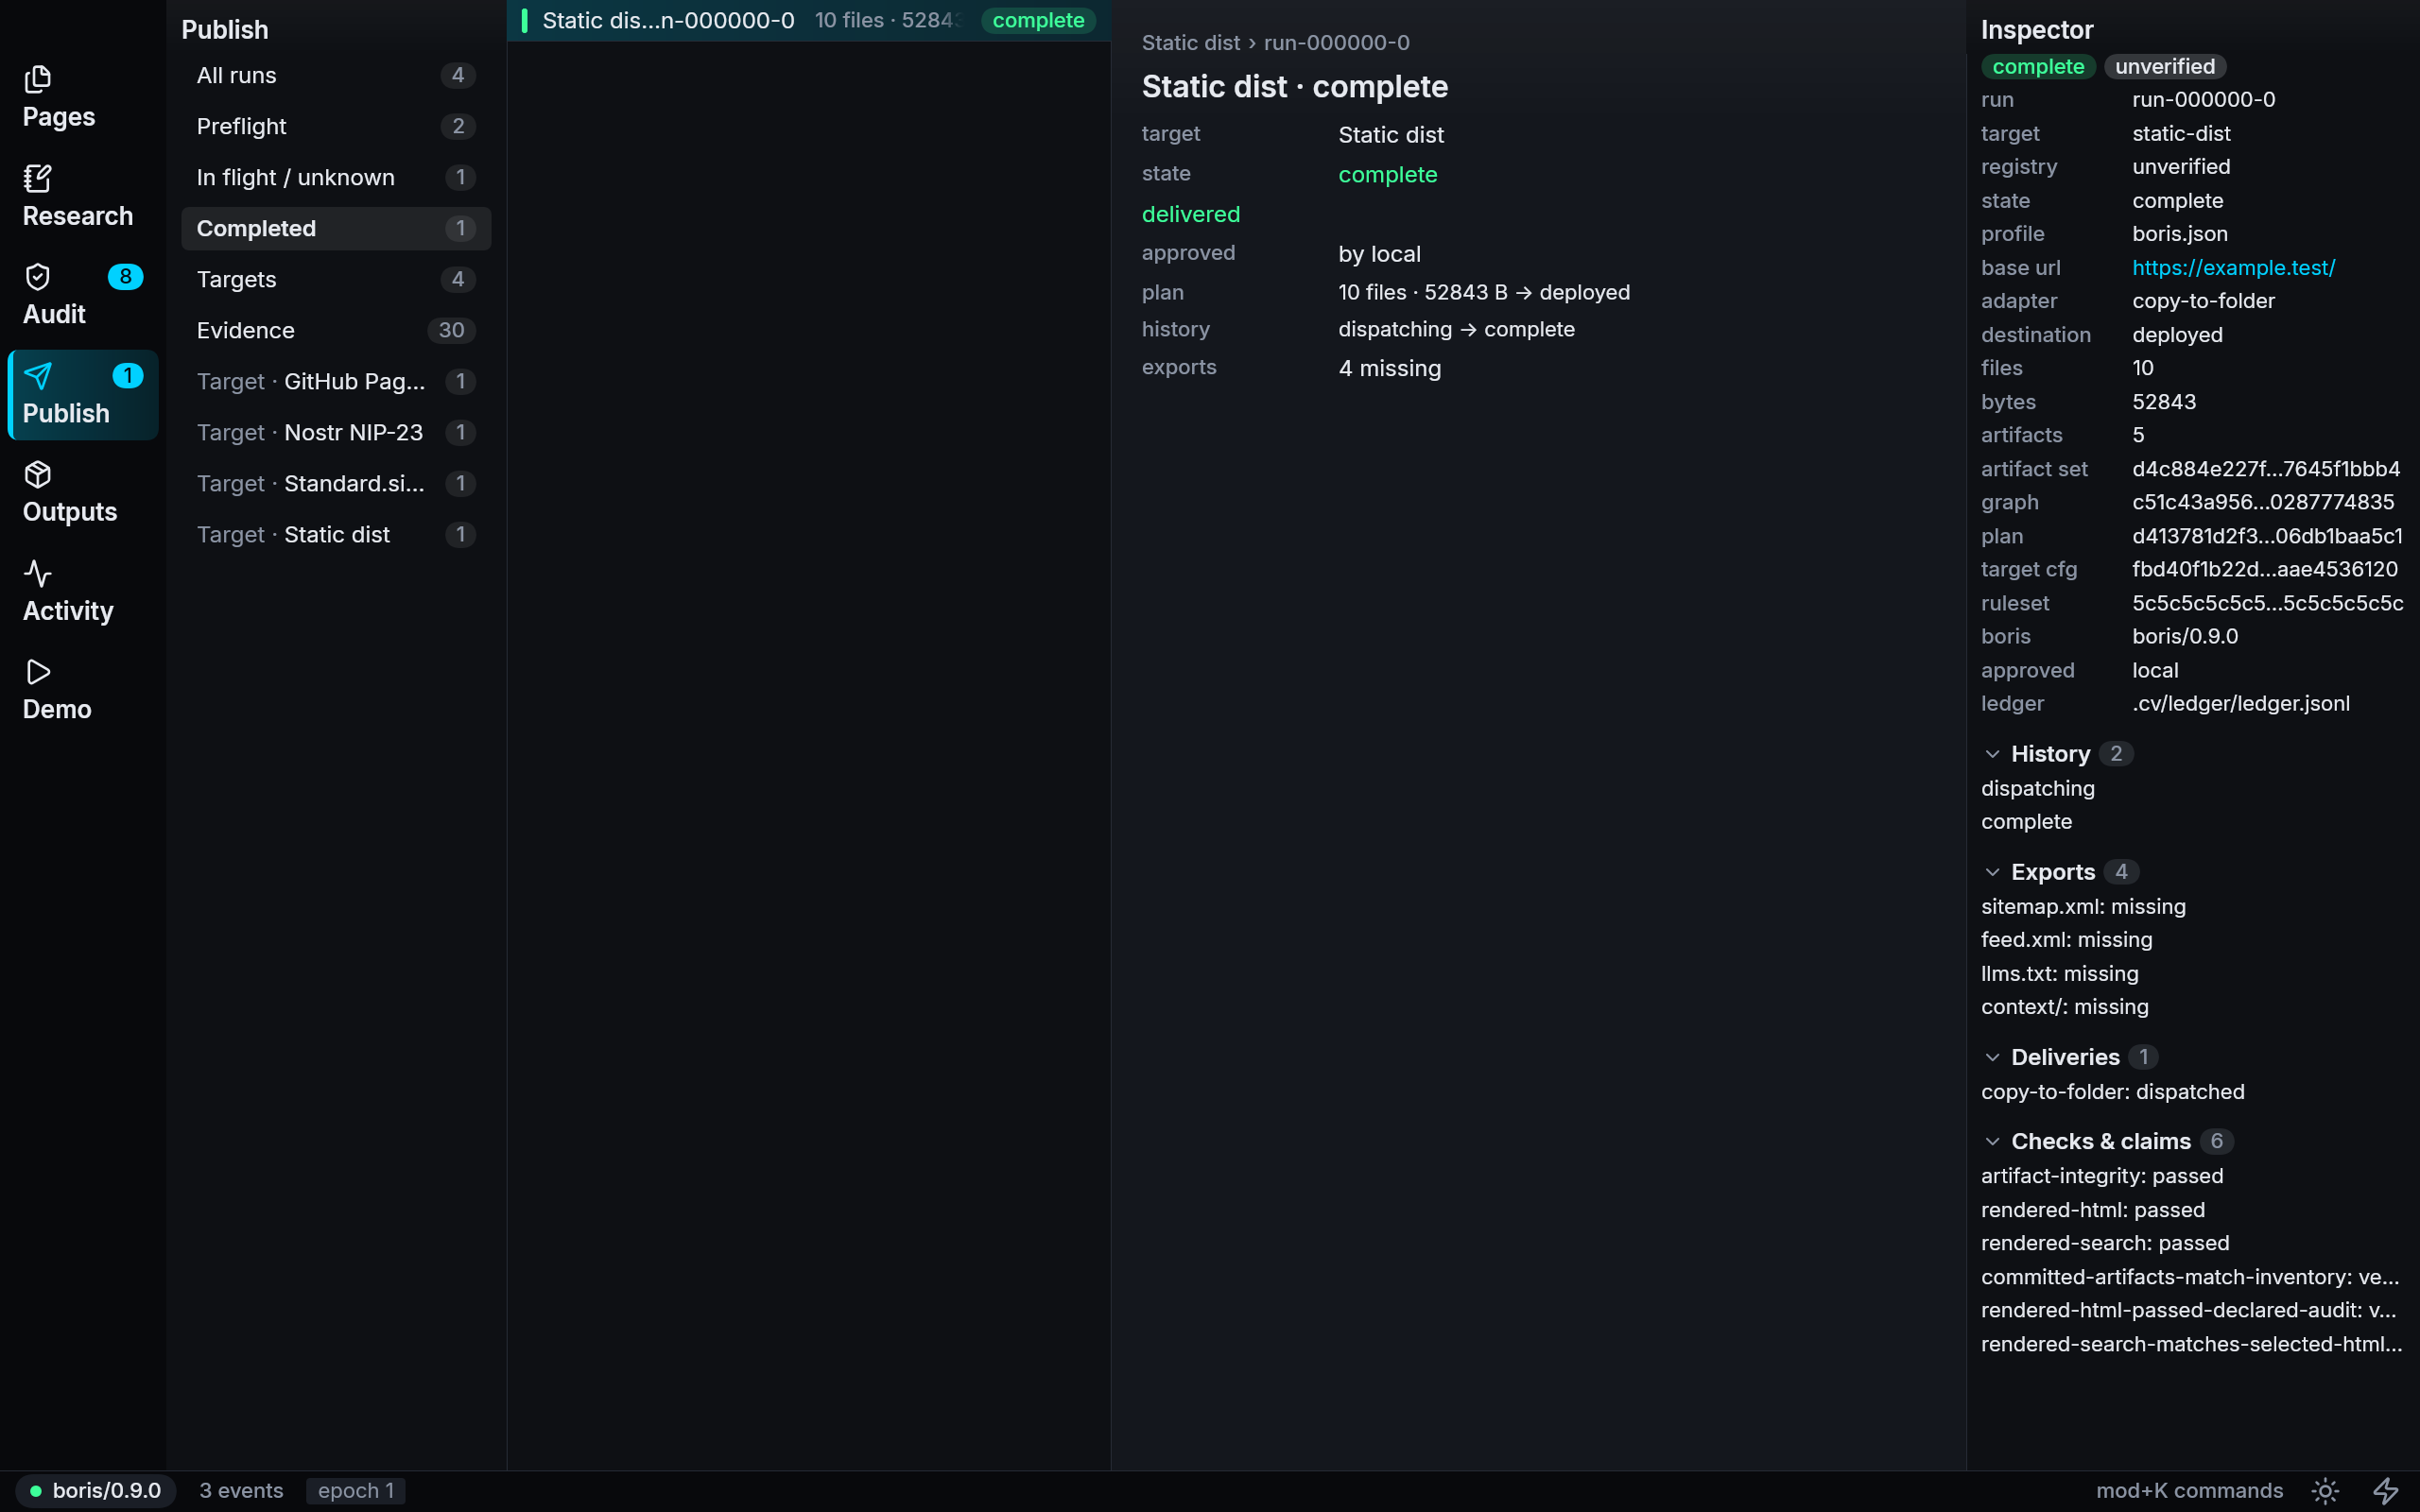 Pages
Research
8
Audit
1
Publish
Outputs
Activity
Demo
Publish
All runs 4
Preflight 2
In flight / unknown 1
Completed 1
Targets 4
Evidence 30
Target · GitHub Pag... 1
Target · Nostr NIP-23 1
Target · Standard.si... 1
Target · Static dist 1
Static dis...n-000000-0 10 files · 52843 complete
Static dist › run-000000-0
Static dist · complete
target Static dist
state complete
delivered
approved by local
plan 10 files · 52843 B → deployed
history dispatching → complete
exports 4 missing
Inspector
complete unverified
run run-000000-0
target static-dist
registry unverified
state complete
profile boris.json
base url https://example.test/
adapter copy-to-folder
destination deployed
files 10
bytes 52843
artifacts 5
artifact set d4c884e227f...7645f1bbb4
graph c51c43a956...0287774835
plan d413781d2f3...06db1baa5c1
target cfg fbd40f1b22d...aae4536120
ruleset 5c5c5c5c5c5...5c5c5c5c5c
boris boris/0.9.0
approved local
ledger .cv/ledger/ledger.jsonl
History 2
dispatching
complete
Exports 4
sitemap.xml: missing
feed.xml: missing
llms.txt: missing
context/: missing
Deliveries 1
copy-to-folder: dispatched
Checks & claims 6
artifact-integrity: passed
rendered-html: passed
rendered-search: passed
committed-artifacts-match-inventory: ve...
rendered-html-passed-declared-audit: v...
rendered-search-matches-selected-html...
boris/0.9.0 3 events epoch 1 mod+K commands